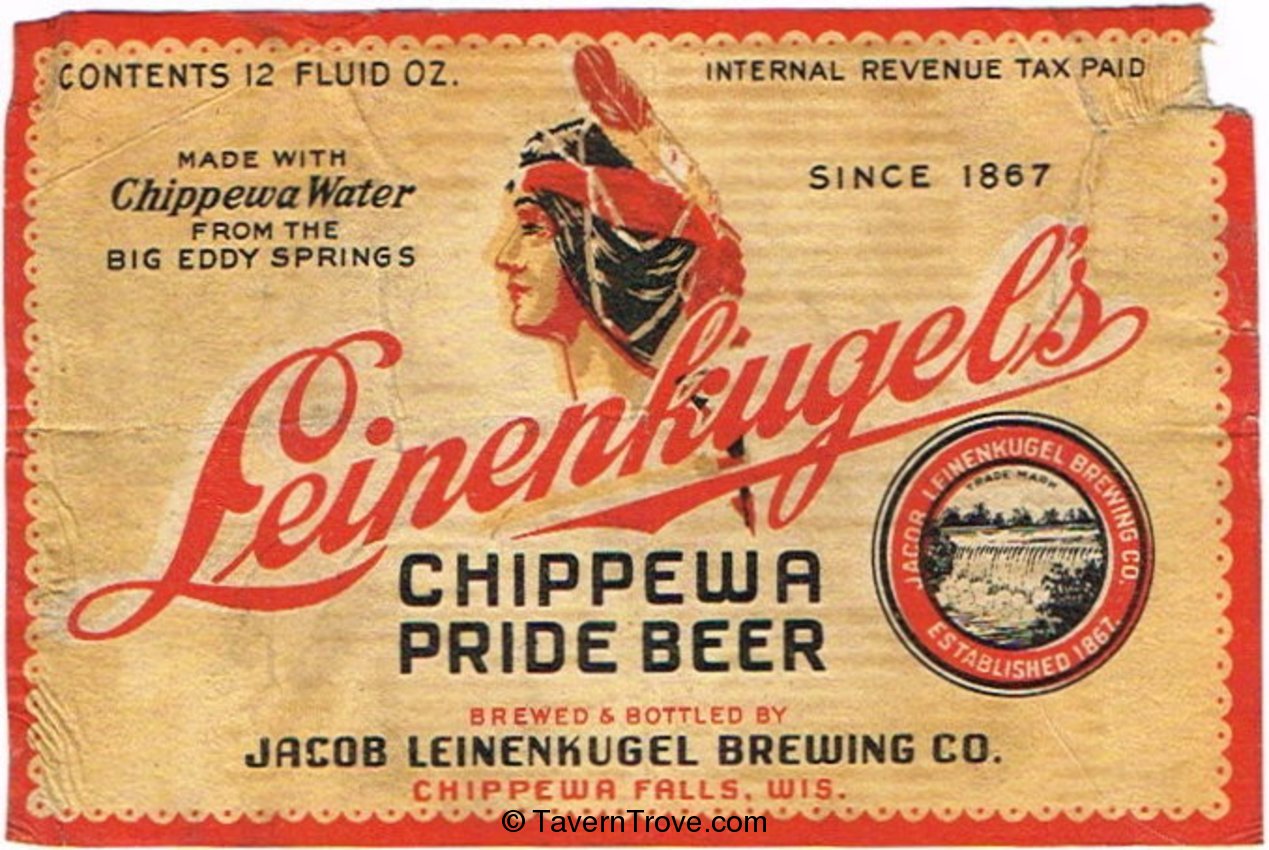 CONTENTS 12 FLUID OZ.
INTERNAL REVENUE TAX PAID
MADE WITH
Chippewa Water
FROM THE
BIG EDDY SPRINGS
SINCE 1867
Leinenkugel's
CHIPPEWA
PRIDE BEER
JACOB LEINENKUGEL BREWING CO.
TRADE MARK
ESTABLISHED 1867.
BREWED & BOTTLED BY
JACOB LEINENKUGEL BREWING CO.
CHIPPEWA FALLS, WIS.
© TavernTrove.com